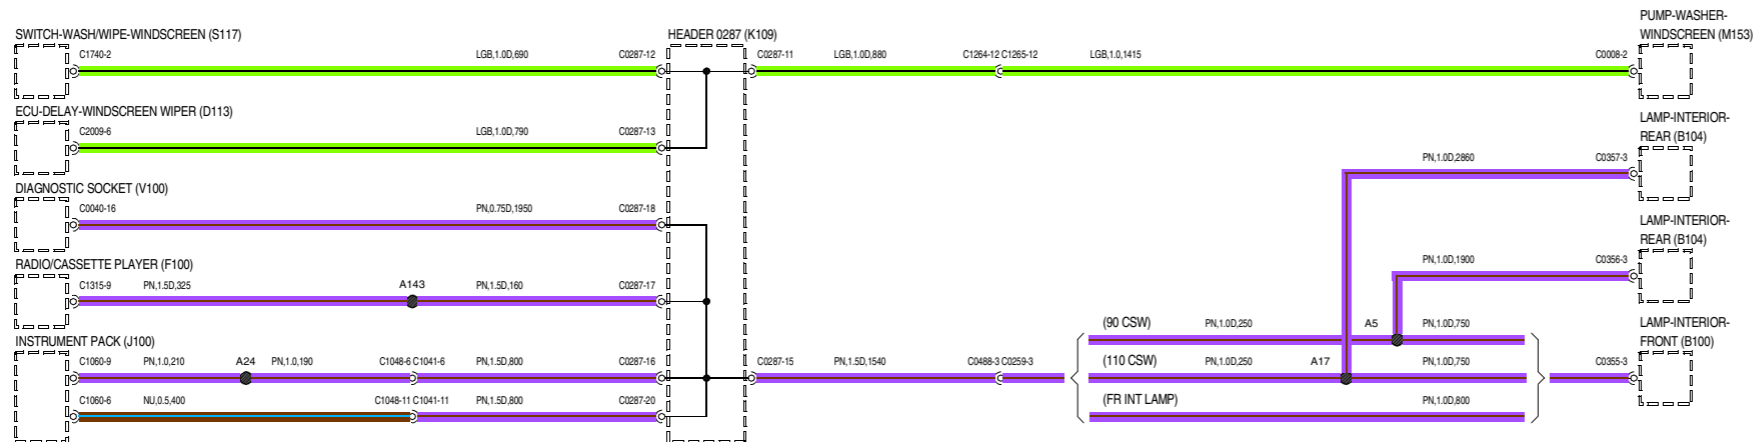 PUMP-WASHER-
SWITCH-WASH/WIPE-WINDSCREEN (S117) HEADER 0287 (K109) WINDSCREEN (M153)
C1740-2 LGB,1.0D,690 C0287-12 C0287-11 LGB,1.0D,880 C1264-12 C1265-12 LGB,1.0,1415 C0008-2
ECU-DELAY-WINDSCREEN WIPER (D113) LAMP-INTERIOR-
C2009-6 LGB,1.0D,790 C0287-13 REAR (B104)
PN,1.0D,2860 C0357-3
DIAGNOSTIC SOCKET (V100)
C0040-16 PN,0.75D,1950 C0287-18 LAMP-INTERIOR-
REAR (B104)
RADIO/CASSETTE PLAYER (F100) PN,1.0D,1900 C0356-3
C1315-9 PN,1.5D,325 A143 PN,1.5D,160 C0287-17
(90 CSW) PN,1.0D,250 A5 PN,1.0D,750 LAMP-INTERIOR-
INSTRUMENT PACK (J100) FRONT (B100)
C1060-9 PN,1.0,210 A24 PN,1.0,190 C1048-6 C1041-6 PN,1.5D,800 C0287-16 C0287-15 PN,1.5D,1540 C0488-3 C0259-3 (110 CSW) PN,1.0D,250 A17 PN,1.0D,750 C0355-3
C1060-6 NU,0.5,400 C1048-11 C1041-11 PN,1.5D,800 C0287-20 (FR INT LAMP) PN,1.0D,800